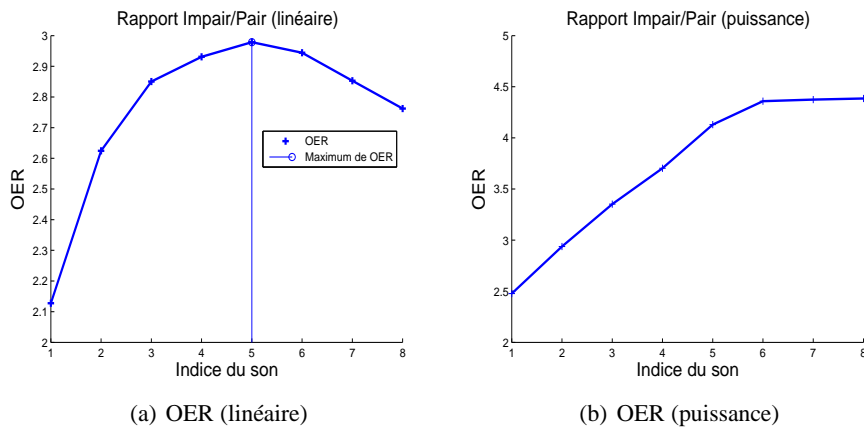 Rapport Impair/Pair (linéaire)
3
2.9
2.8
2.7
2.6
2.5
2.4
2.3
2.2
2.1
2
OER
OER
Maximum de OER
1 2 3 4 5 6 7 8
Indice du son
(a) OER (linéaire)
Rapport Impair/Pair (puissance)
5
4.5
4
3.5
3
2.5
2
OER
1 2 3 4 5 6 7 8
Indice du son
(b) OER (puissance)